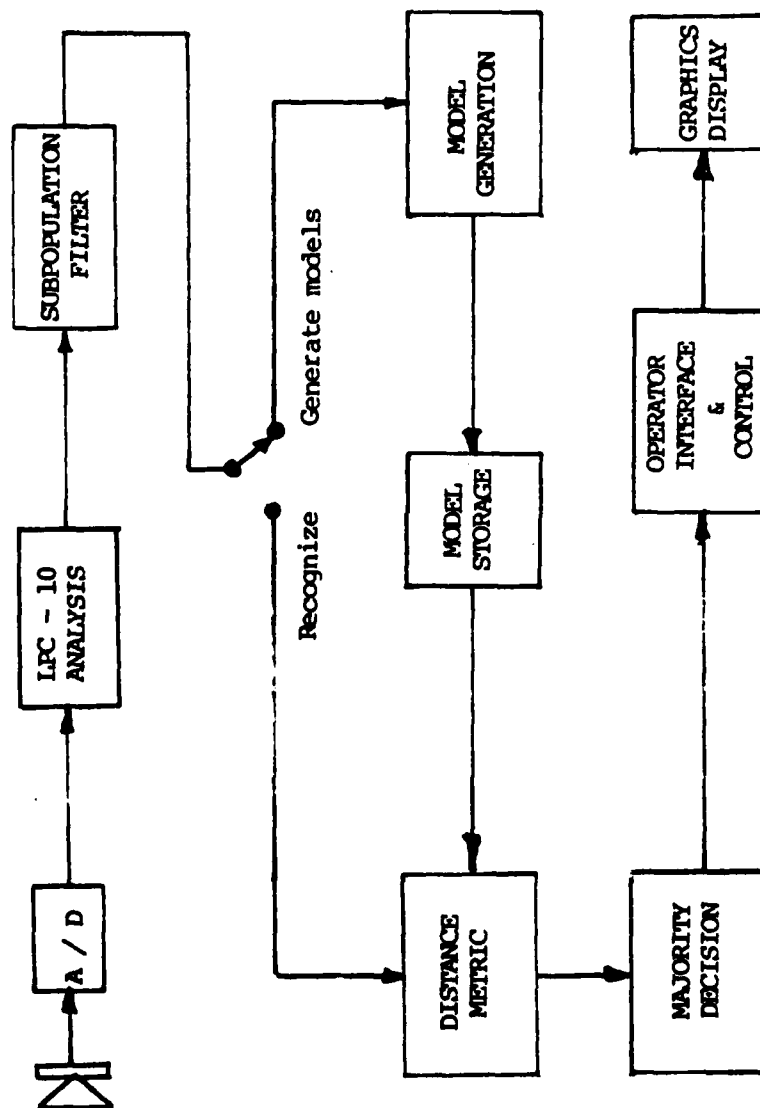 A / D
LPC - 10
ANALYSIS
SUBPOPULATION
FILTER
Recognize
Generate models
DISTANCE
METRIC
MODEL
STORAGE
MODEL
GENERATION
MAJORITY
DECISION
OPERATOR
INTERFACE
&
CONTROL
GRAPHICS
DISPLAY